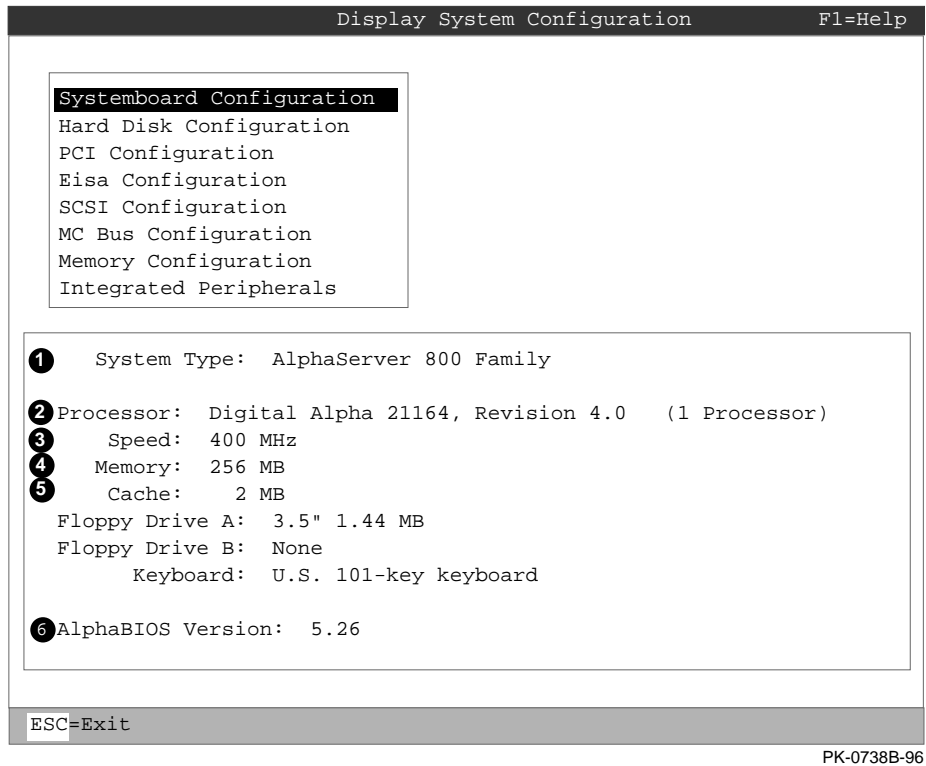 Display System Configuration F1=Help
Systemboard Configuration
Hard Disk Configuration
PCI Configuration
Eisa Configuration
SCSI Configuration
MC Bus Configuration
Memory Configuration
Integrated Peripherals
1 System Type: AlphaServer 800 Family
2 Processor: Digital Alpha 21164, Revision 4.0 (1 Processor)
3 Speed: 400 MHz
4 Memory: 256 MB
5 Cache: 2 MB
Floppy Drive A: 3.5" 1.44 MB
Floppy Drive B: None
Keyboard: U.S. 101-key keyboard
6 AlphaBIOS Version: 5.26
ESC=Exit
PK-0738B-96